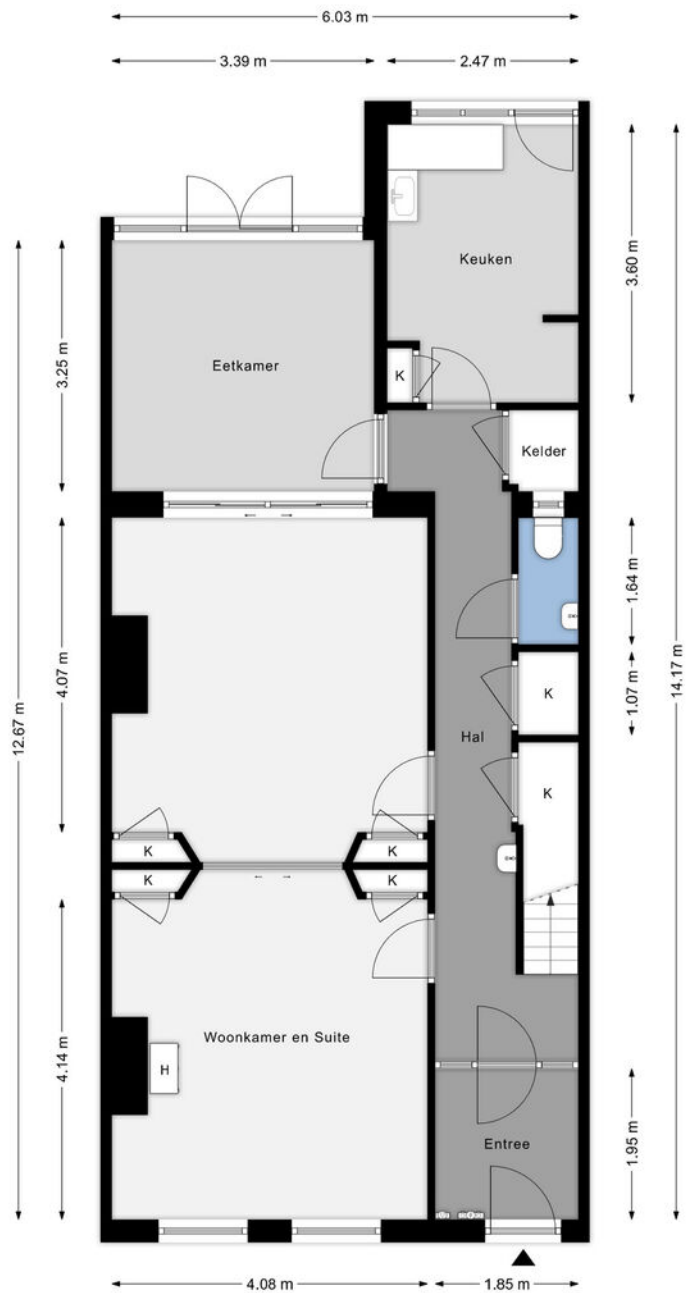 6.03 m
3.39 m
2.47 m
Keuken
3.60 m
14.17 m
3.25 m
Eetkamer
K
Kelder
12.67 m
4.07 m
1.64 m
1.07 m
K
Hal
K
K
K
K
K
4.14 m
Woonkamer en Suite
H
Entree
1.95 m
4.08 m
1.85 m